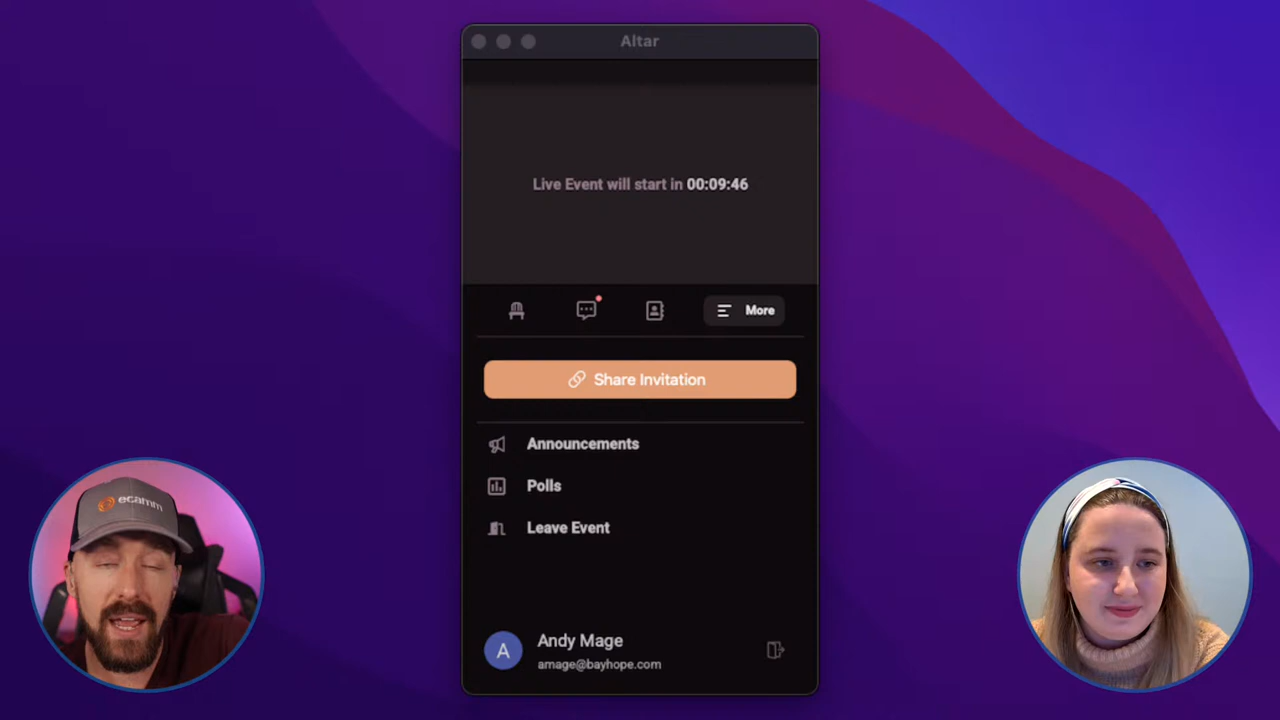 Altar
Live Event will start in 00:09:46
More
Share Invitation
Announcements
Polls
Leave Event
A
Andy Mage
amage@bayhope.com
ecamm